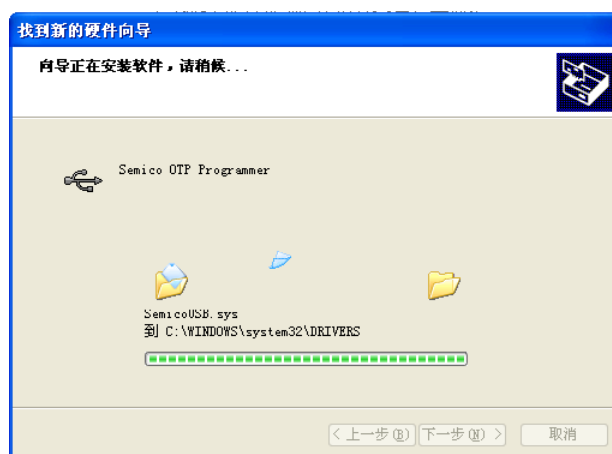 找到新的硬件向导
向导正在安装软件，请稍候...
Semico OTP Programmer
SemicoUSB.sys
到 C:\WINDOWS\system32\DRIVERS
< 上一步(B)
下一步(N) >
取消